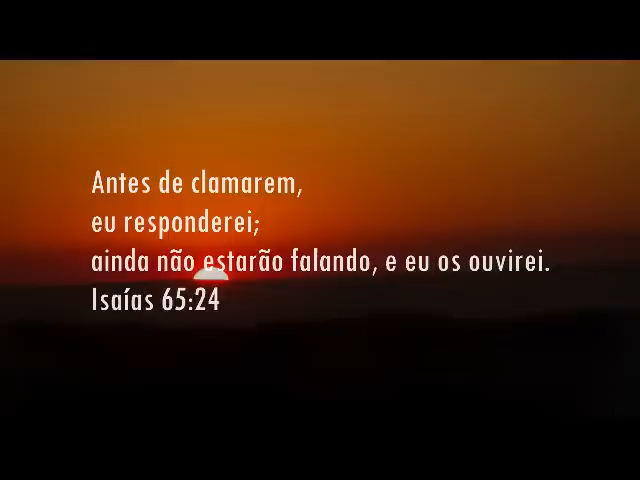 Antes de clamarem,
eu responderei;
ainda não estarão falando, e eu os ouvirei.
Isaías 65:24